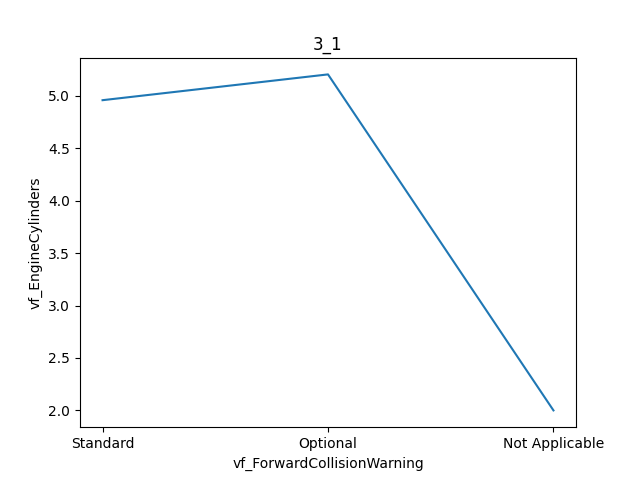 3_1
5.0
4.5
4.0
3.5
3.0
2.5
2.0
vf_EngineCylinders
Standard
Optional
Not Applicable
vf_ForwardCollisionWarning